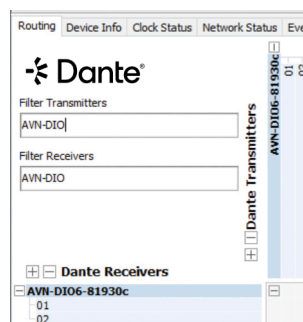 Routing Device Info Clock Status Network Status Eve
Dante®
Filter Transmitters
AVN-DIO
Filter Receivers
AVN-DIO
Dante Transmitters
AVN-DIO6-81930c
01
Dante Receivers
AVN-DIO6-81930c
01
02